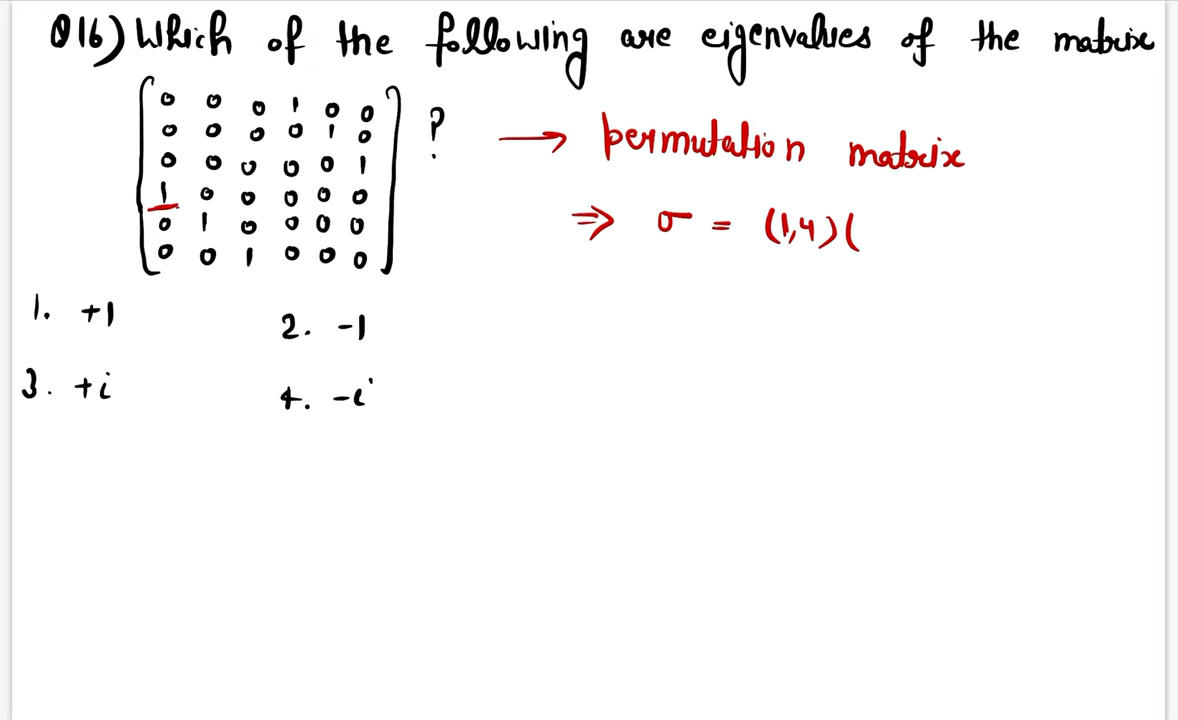 Q16) Which of the following are eigenvalues of the matrix
0 0 0 1 0 0
0 0 0 0 1 0 ? → permutation matrix
0 0 0 0 0 1
1 0 0 0 0 0
0 1 0 0 0 0 ⇒ σ = (1,4)(
0 0 1 0 0 0
1. +1 2. -1
3. +i 4. -i